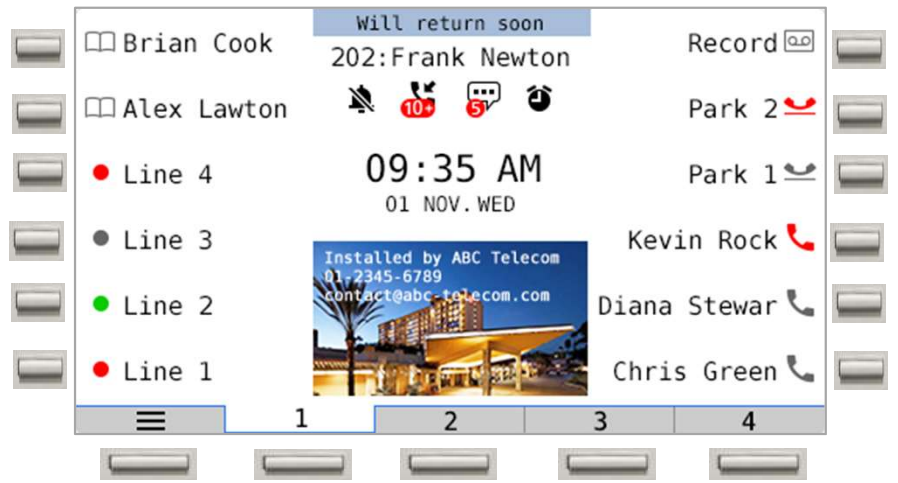 Will return soon
202:Frank Newton
10+
5
Brian Cook
Alex Lawton
Line 4
Line 3
Line 2
Line 1
09:35 AM
01 NOV.WED
Installed by ABC Telecom
01-2345-6789
contact@abc-telecom.com
Record
Park 2
Park 1
Kevin Rock
Diana Stewar
Chris Green
1
2
3
4